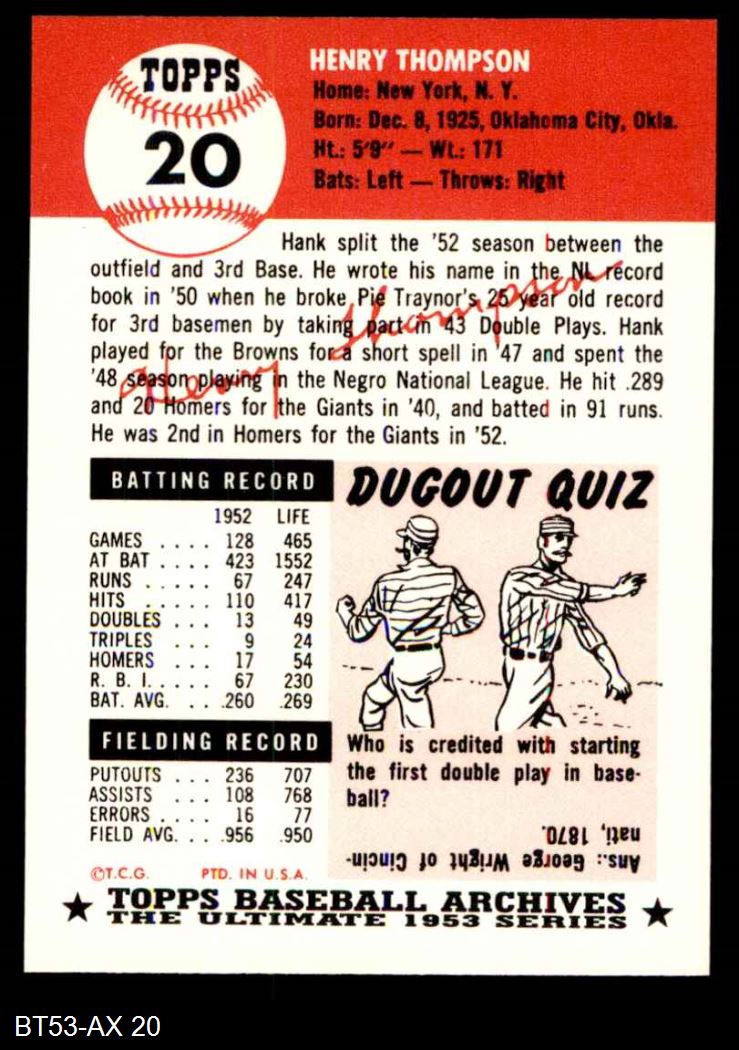 TOPPS
20
HENRY THOMPSON
Home: New York, N. Y.
Born: Dec. 8, 1925, Oklahoma City, Okla.
Ht.: 5'9" — Wt.: 171
Bats: Left — Throws: Right
Hank split the '52 season between the
outfield and 3rd Base. He wrote his name in the NL record
book in '50 when he broke Pie Traynor's 25 year old record
for 3rd basemen by taking part in 43 Double Plays. Hank
played for the Browns for a short spell in '47 and spent the
'48 season playing in the Negro National League. He hit .289
and 20 Homers for the Giants in '40, and batted in 91 runs.
He was 2nd in Homers for the Giants in '52.
Henry Thompson
BATTING RECORD
1952 LIFE
GAMES .... 128 465
AT BAT .... 423 1552
RUNS ..... 67 247
HITS ..... 110 417
DOUBLES .... 13 49
TRIPLES .... 9 24
HOMERS ... 17 54
R. B. I. .... 67 230
BAT. AVG. ... .260 .269
FIELDING RECORD
PUTOUTS ... 236 707
ASSISTS ... 108 768
ERRORS .... 16 77
FIELD AVG. ... .956 .950
DUGOUT QUIZ
Who is credited with starting
the first double play in base-
ball?
Ans.: George Wright of Cincin-
nati, 1870.
©T.C.G. PTD. IN U.S.A.
★ TOPPS BASEBALL ARCHIVES ★
THE ULTIMATE 1953 SERIES
BT53-AX 20